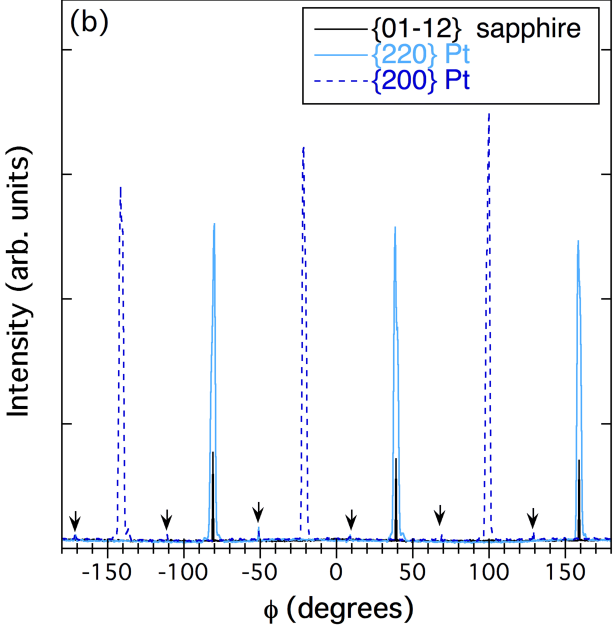 (b)
{01-12} sapphire
{220} Pt
{200} Pt
Intensity (arb. units)
-150 -100 -50 0 50 100 150
ϕ (degrees)